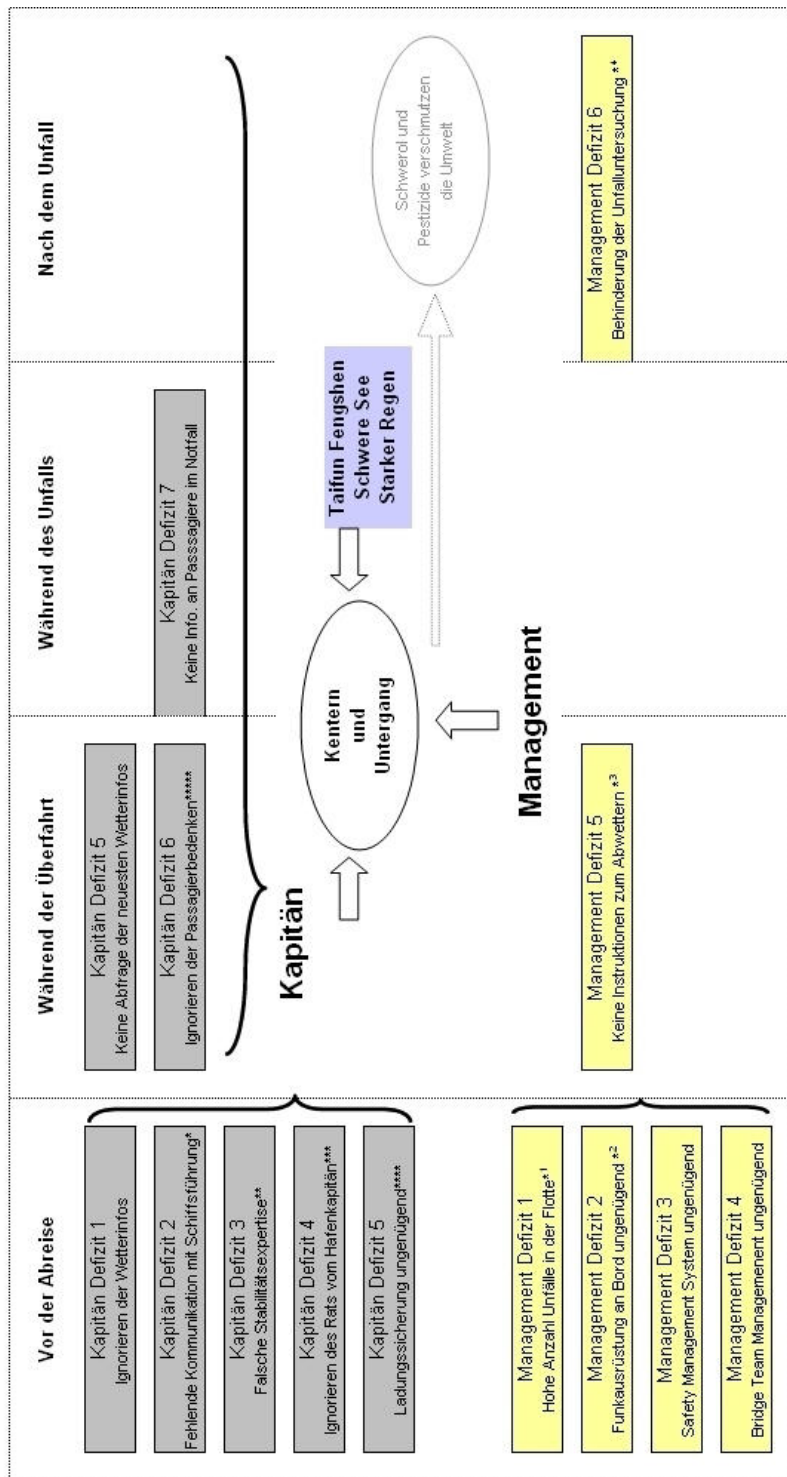 Vor der Abreise
Während der Überfahrt
Während des Unfalls
Nach dem Unfall
Kapitän Defizit 1
Ignorieren der Wetterinfos
Kapitän Defizit 2
Fehlende Kommunikation mit Schiffsführung*
Kapitän Defizit 3
Falsche Stabilitätsexpertise**
Kapitän Defizit 4
Ignorieren des Rats vom Hafenkapitän***
Kapitän Defizit 5
Ladungssicherung ungenügend****
Kapitän Defizit 5
Keine Abfrage der neuesten Wetterinfos
Kapitän Defizit 6
Ignorieren der Passagierbedenken*****
Kapitän Defizit 7
Keine Info. an Passsagiere im Notfall
Kapitän
Kentern
und
Untergang
Taifun Fengshen
Schwere See
Starker Regen
Schweröl und
Pestizide verschmutzen
die Umwelt
Management
Management Defizit 1
Hohe Anzahl Unfälle in der Flotte*¹
Management Defizit 2
Funkausrüstung an Bord ungenügend *²
Management Defizit 3
Safety Management System ungenügend
Management Defizit 4
Bridge Team Managemenent ungenügend
Management Defizit 5
Keine Instruktionen zum Abwettern *³
Management Defizit 6
Behinderung der Unfalluntersuchung *⁴